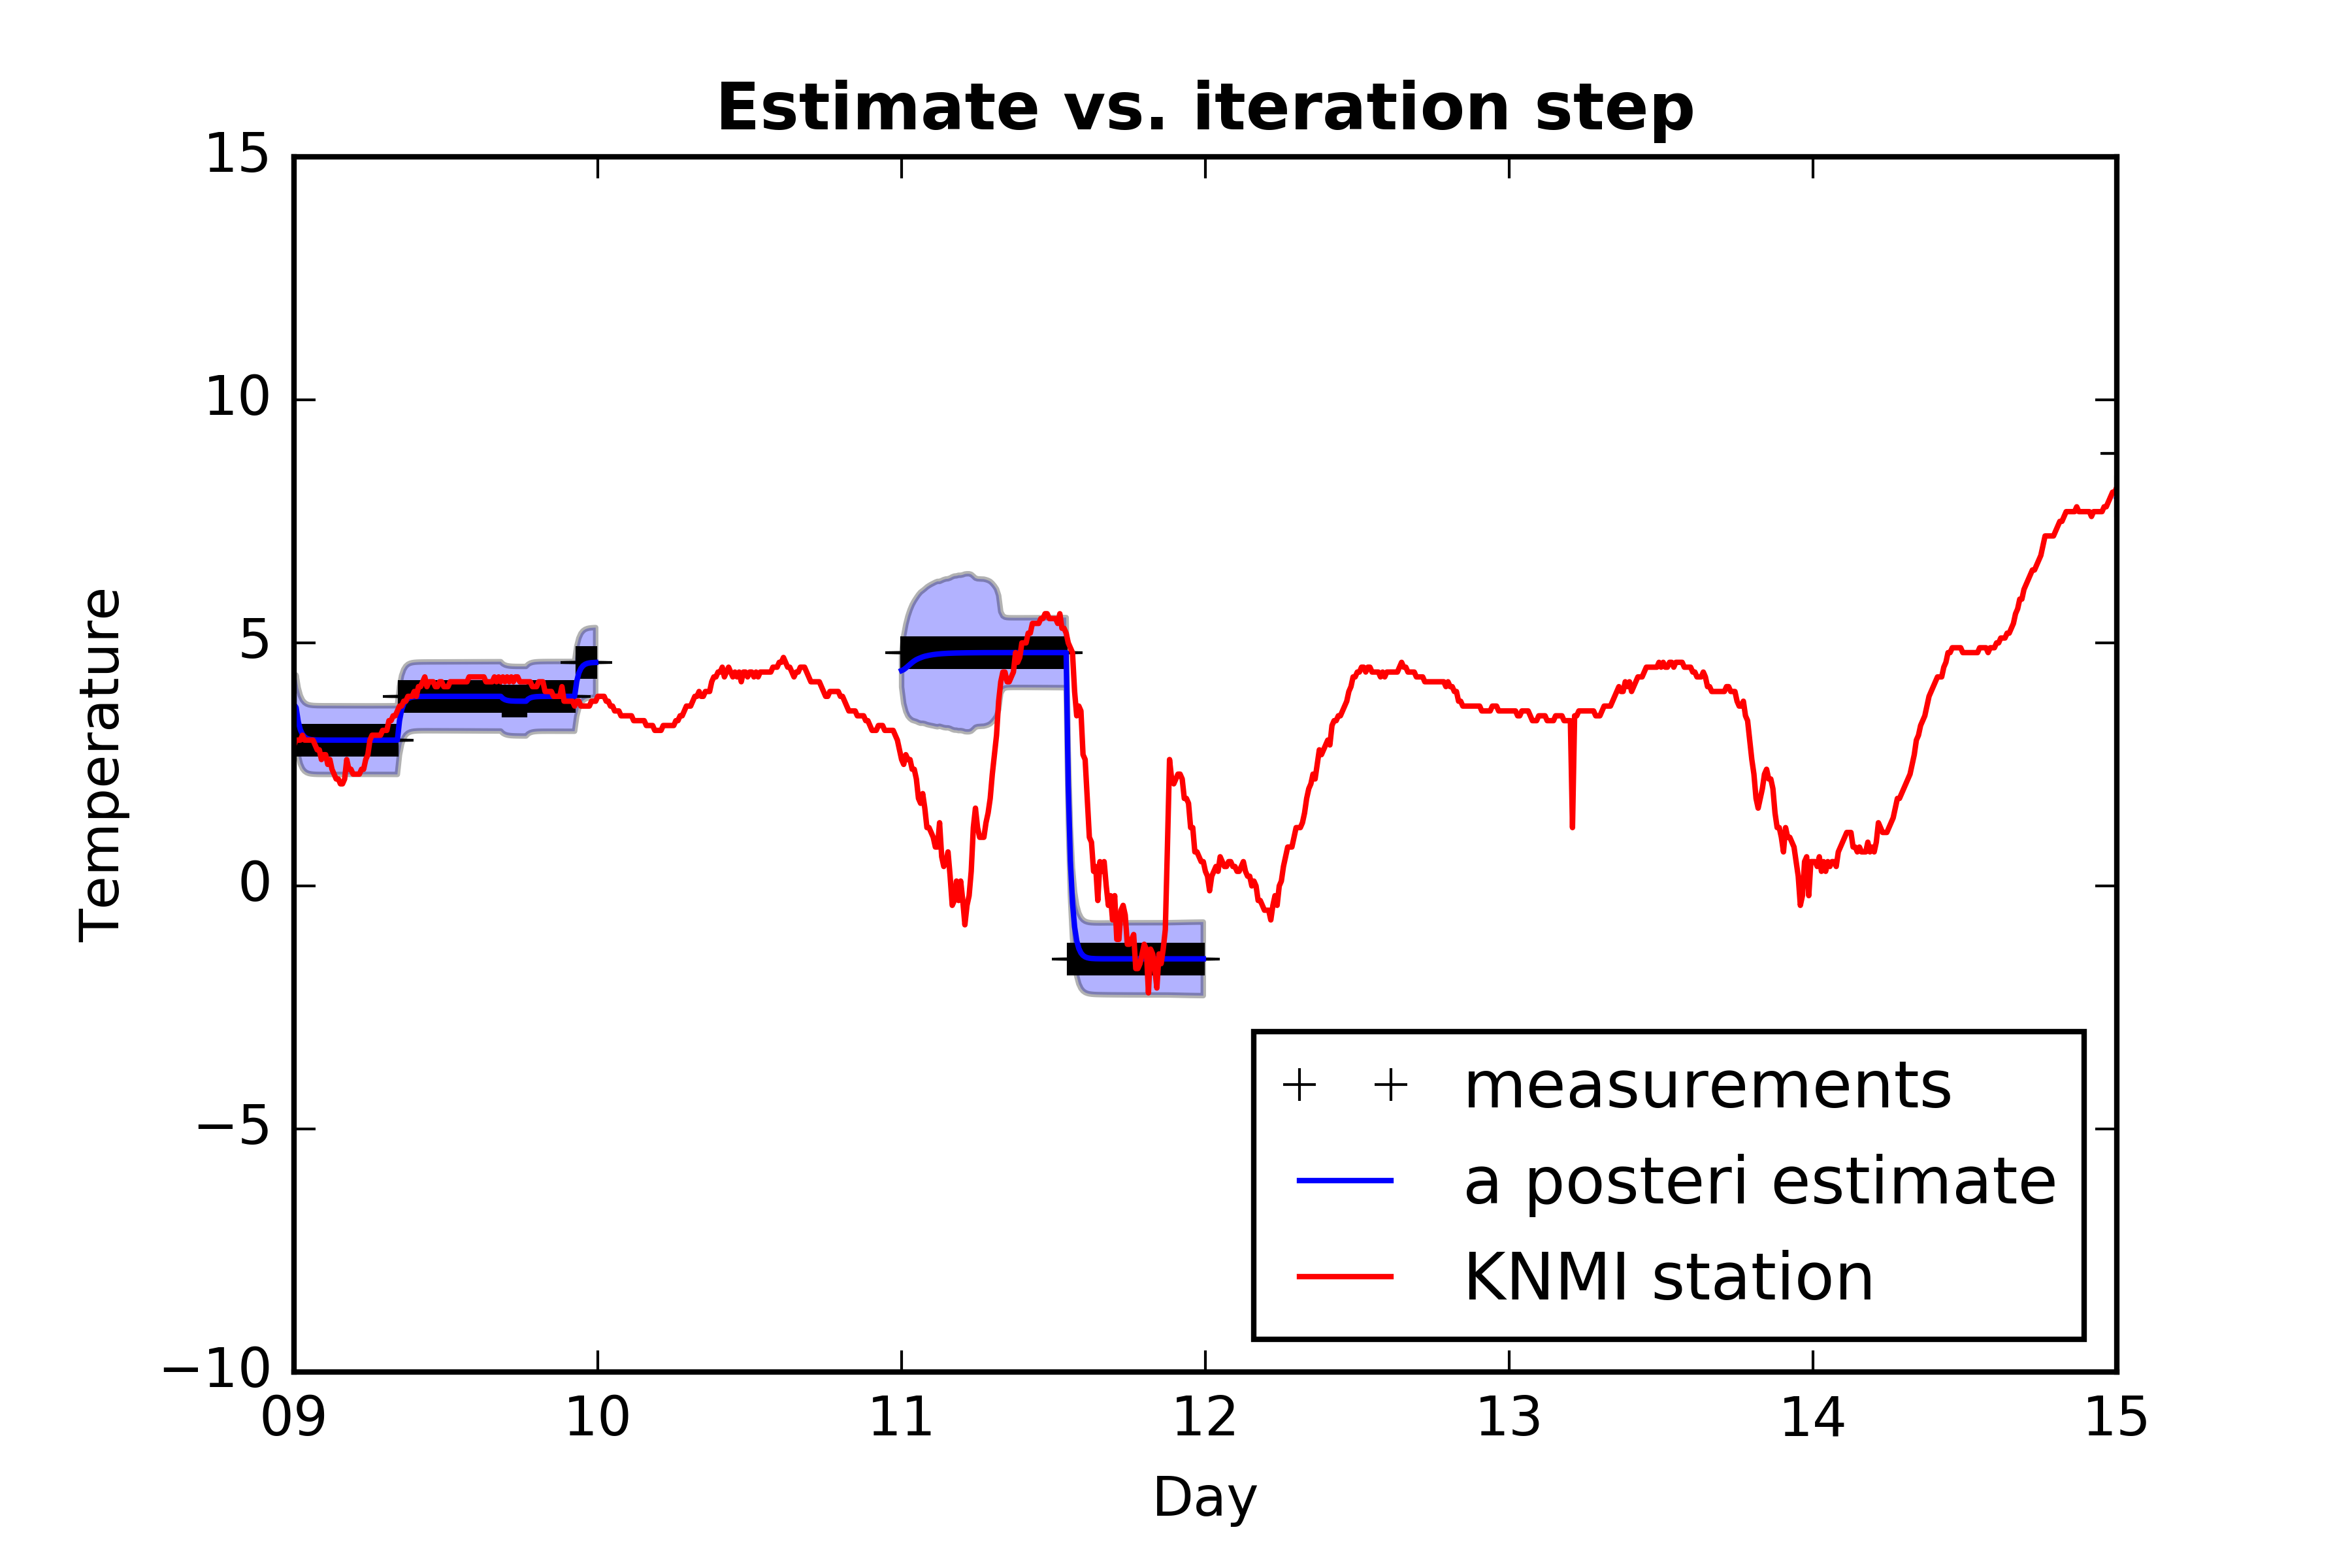 Estimate vs. iteration step
15
10
5
0
−5
−10
Temperature
09 10 11 12 13 14 15
Day
measurements
a posteri estimate
KNMI station